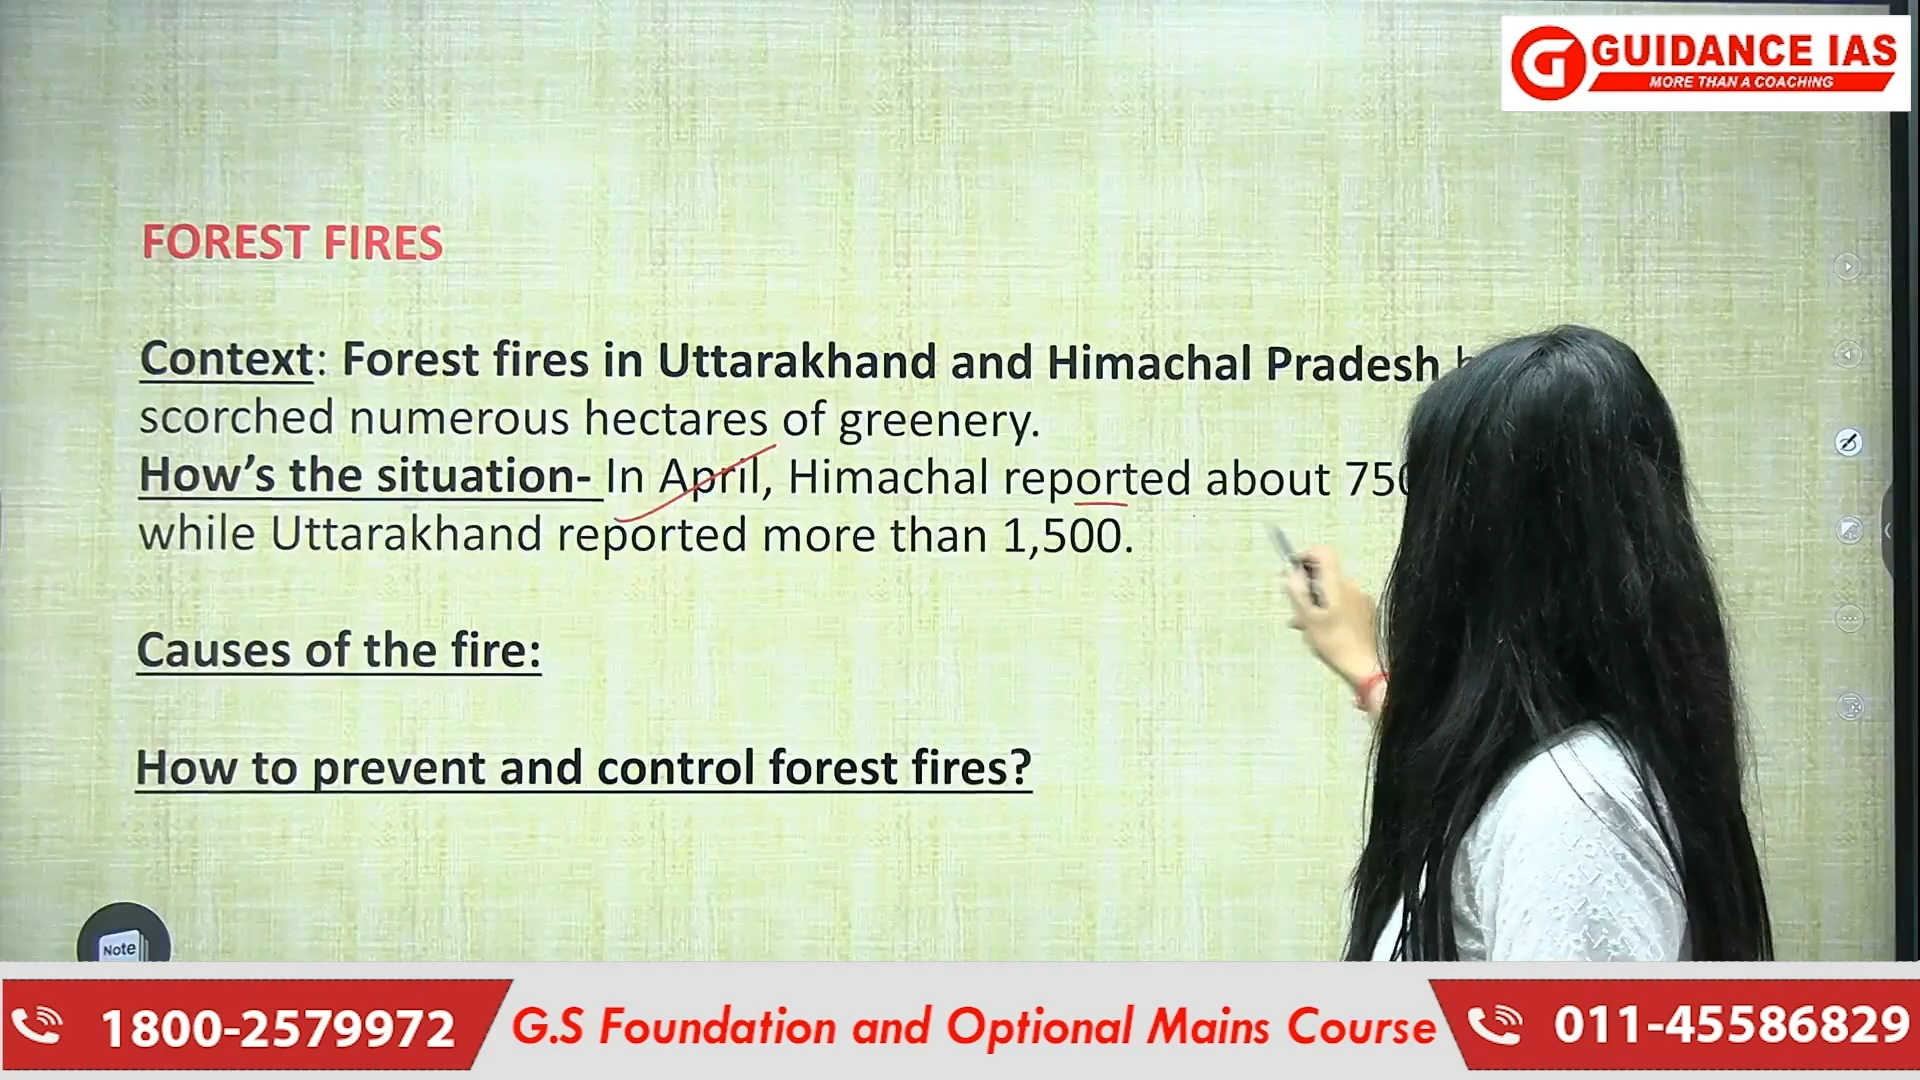 GUIDANCE IAS
MORE THAN A COACHING
FOREST FIRES
Context: Forest fires in Uttarakhand and Himachal Pradesh
scorched numerous hectares of greenery.
How's the situation- In April, Himachal reported about 750
while Uttarakhand reported more than 1,500.
Causes of the fire:
How to prevent and control forest fires?
Note
1800-2579972
G.S Foundation and Optional Mains Course
011-45586829